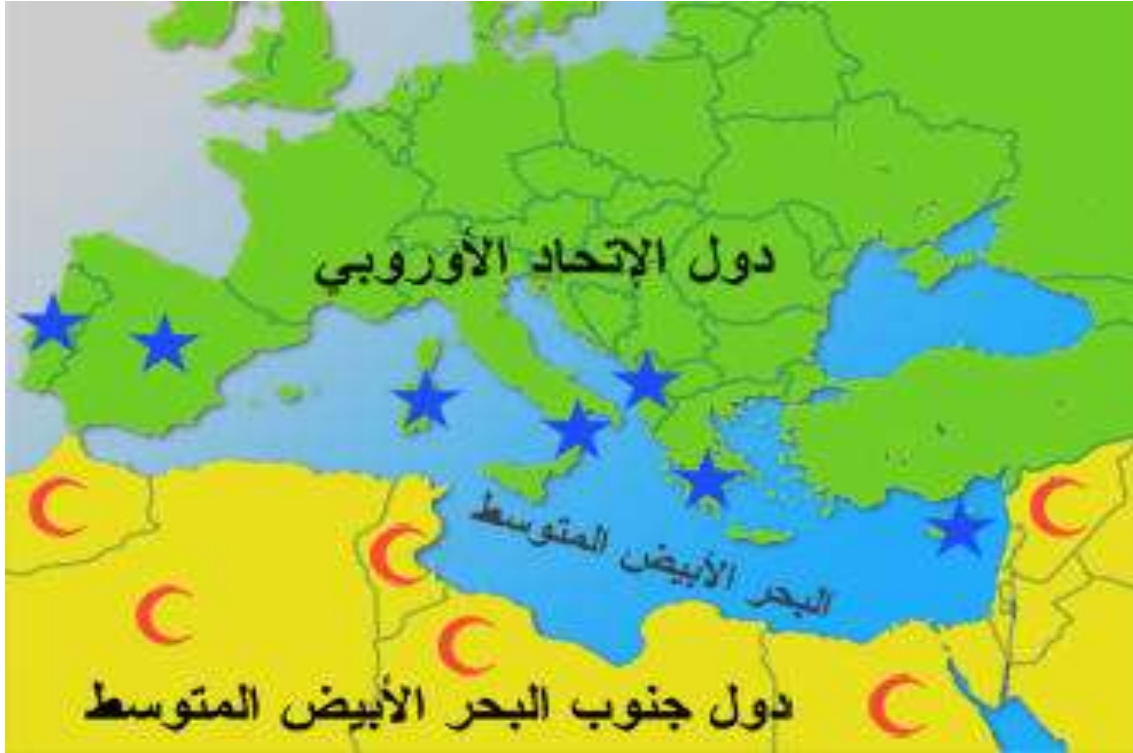 دول الإتحاد الأوروبي
البحر الأبيض المتوسط
دول جنوب البحر الأبيض المتوسط